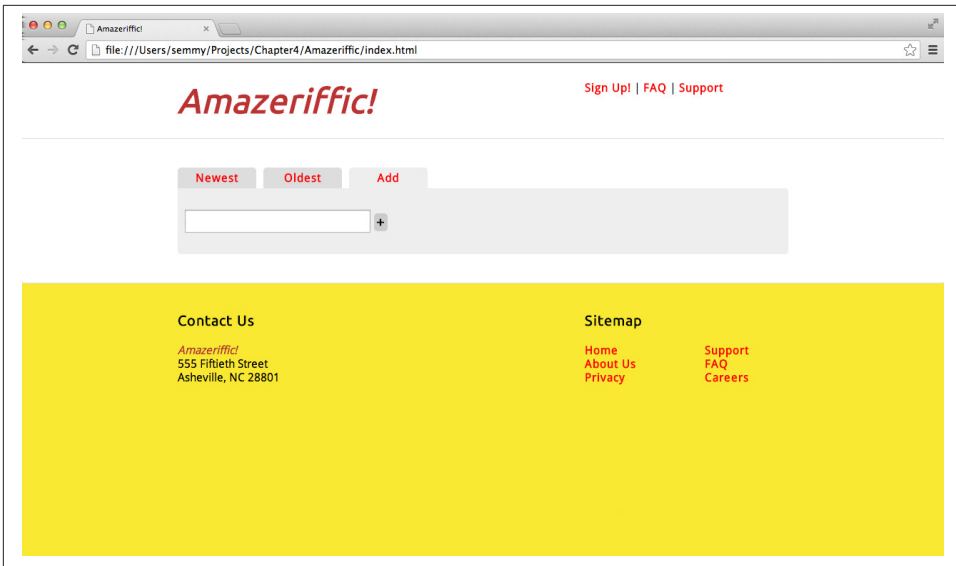 Amazeriffic!
file:///Users/semmy/Projects/Chapter4/Amazeriffic/index.html
Amazeriffic!
Sign Up! | FAQ | Support
Newest Oldest Add
+
Contact Us
Amazeriffic!
555 Fiftieth Street
Asheville, NC 28801
Sitemap
Home Support
About Us FAQ
Privacy Careers